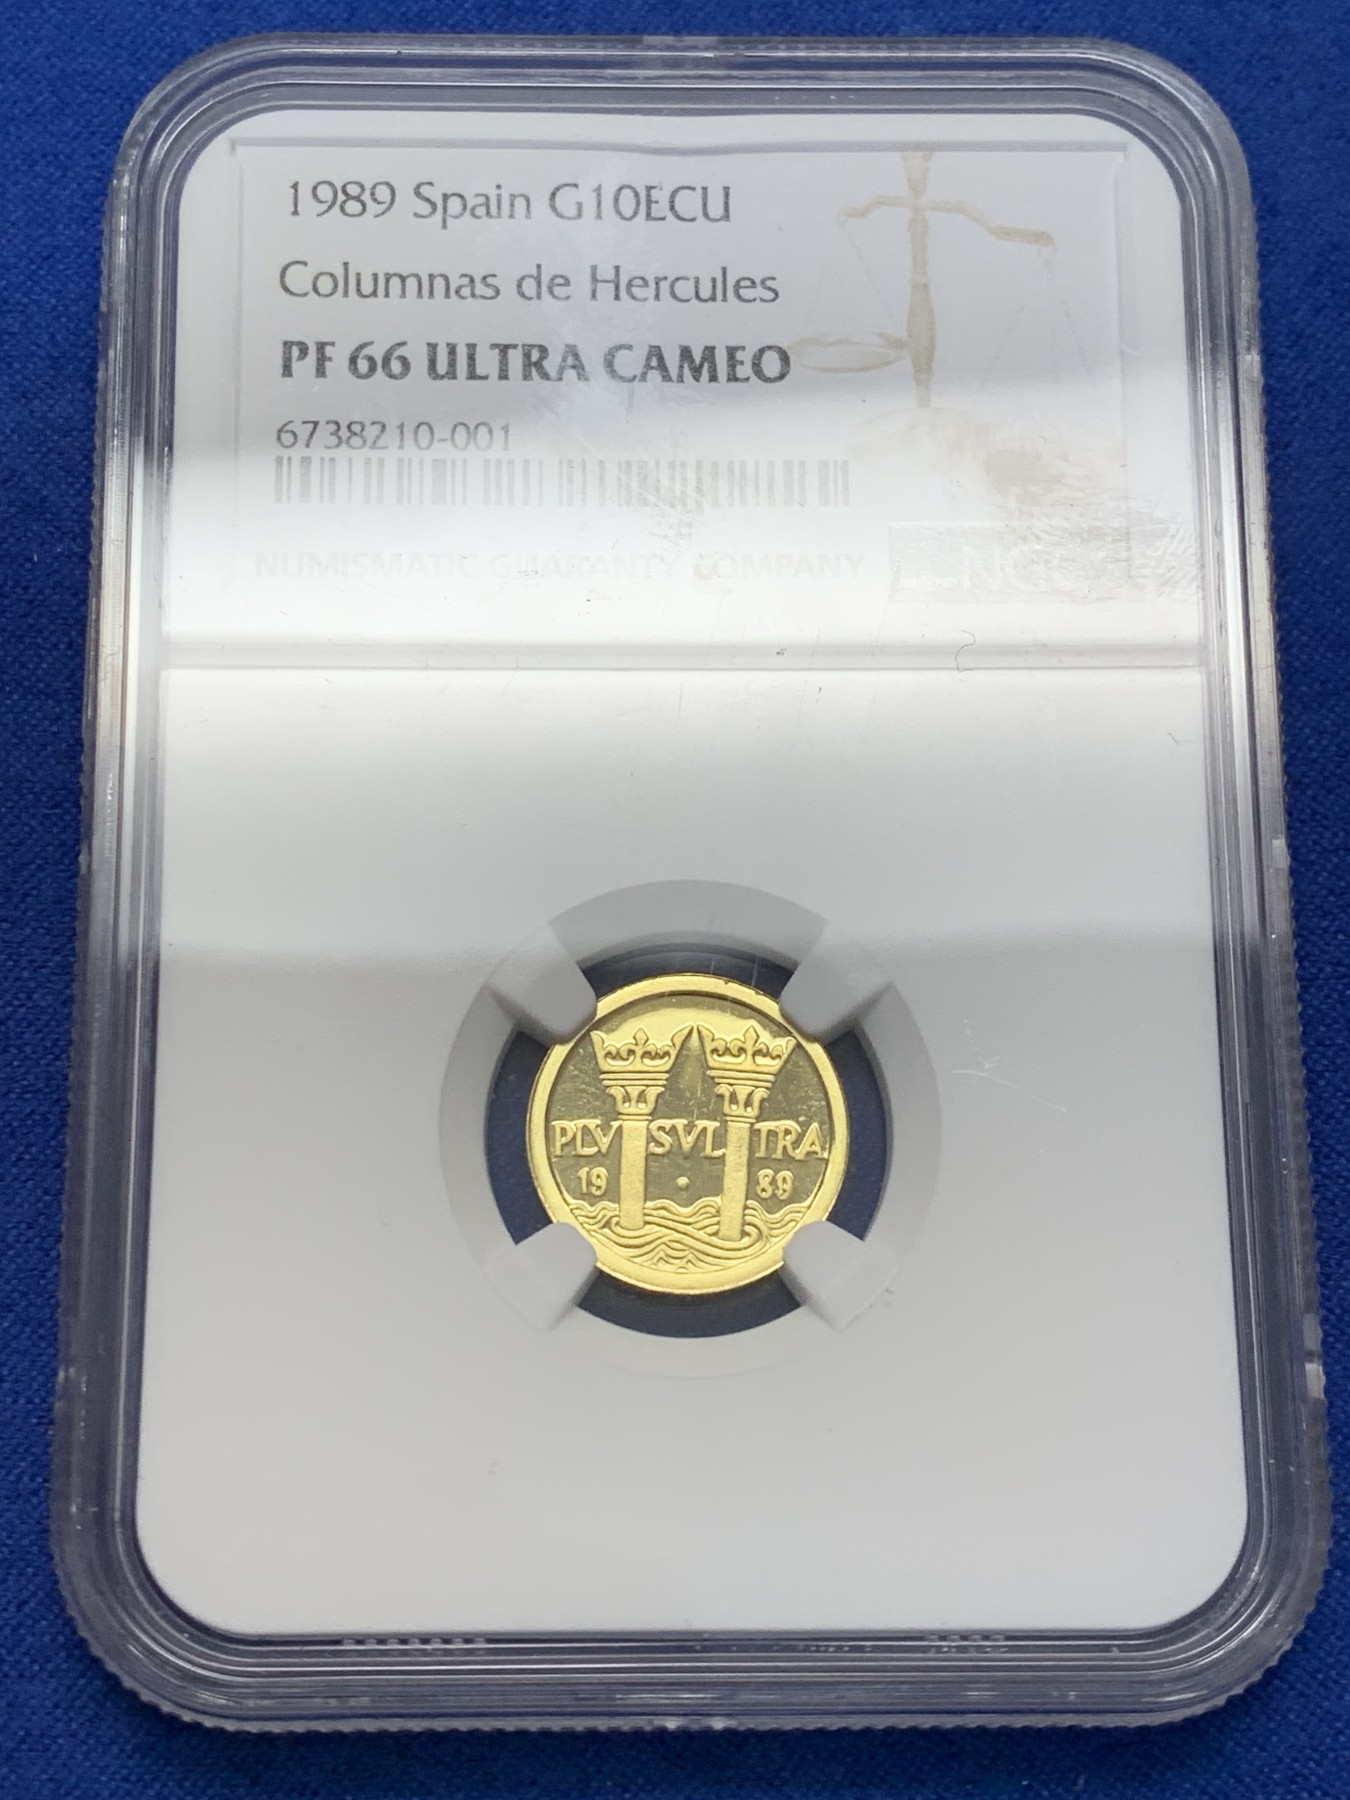 1989 Spain G10ECU
Columnas de Hercules
PF 66 ULTRA CAMEO
6738210-001
NUMISMATIC GUARANTY COMPANY
NGC
PLV SVL TRA
19 • 89